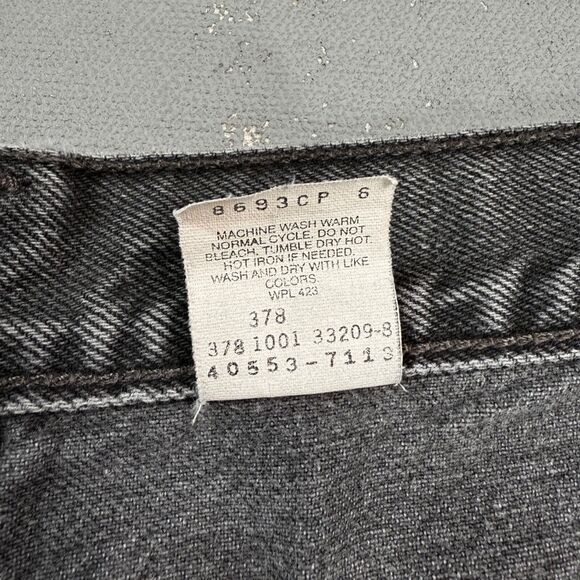 8693CP 6
MACHINE WASH WARM
NORMAL CYCLE. DO NOT
BLEACH. TUMBLE DRY HOT.
HOT IRON IF NEEDED.
WASH AND DRY WITH LIKE
COLORS.
WPL 423
378
378 1001 33209-8
40553-7113